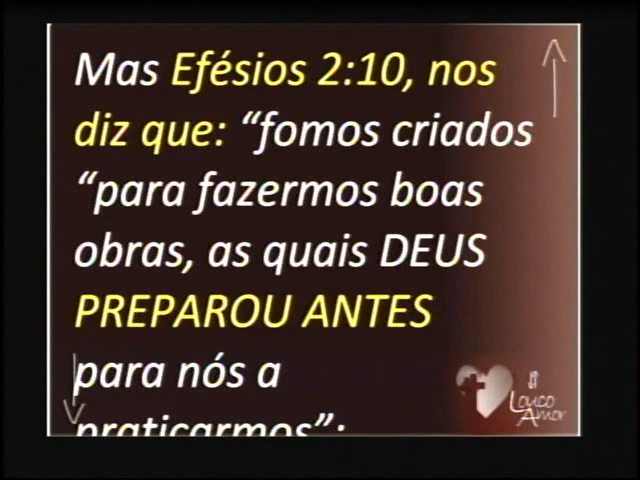 Mas Efésios 2:10, nos
diz que: “fomos criados
“para fazermos boas
obras, as quais DEUS
PREPAROU ANTES
para nós a
praticarmos”;
Louco
Amor